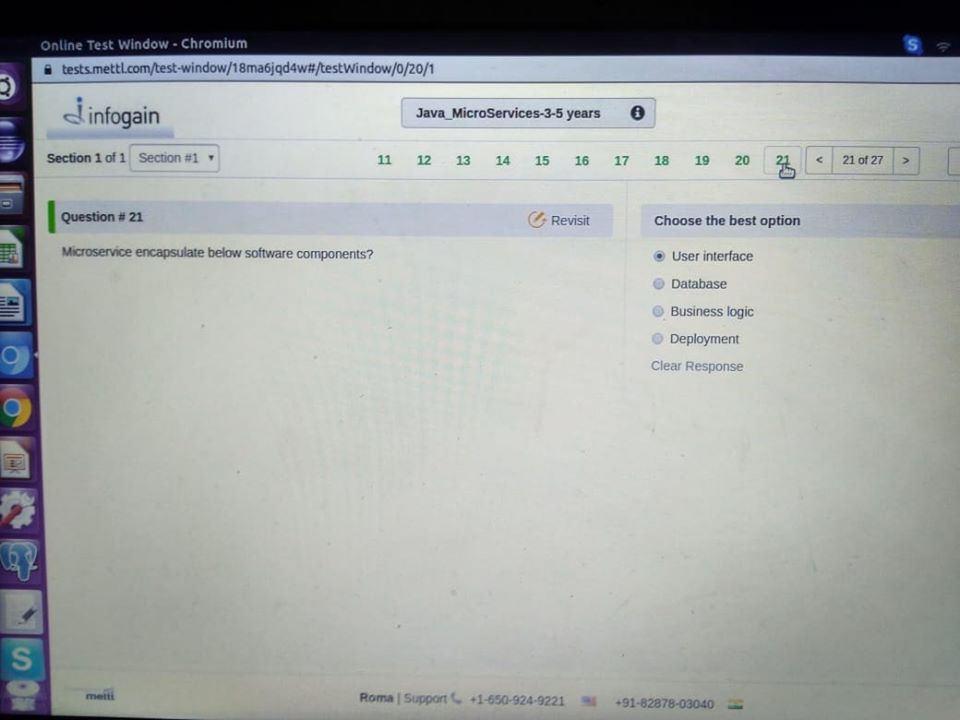 Online Test Window - Chromium
tests.mettl.com/test-window/18ma6jqd4w#/testWindow/0/20/1
infogain
Java_MicroServices-3-5 years
Section 1 of 1 Section #1 11 12 13 14 15 16 17 18 19 20 21 < 21 of 27 >
Question # 21 Revisit
Microservice encapsulate below software components?
Choose the best option
User interface
Database
Business logic
Deployment
Clear Response
mettl Roma | Support +1-650-924-9221 +91-82878-03040